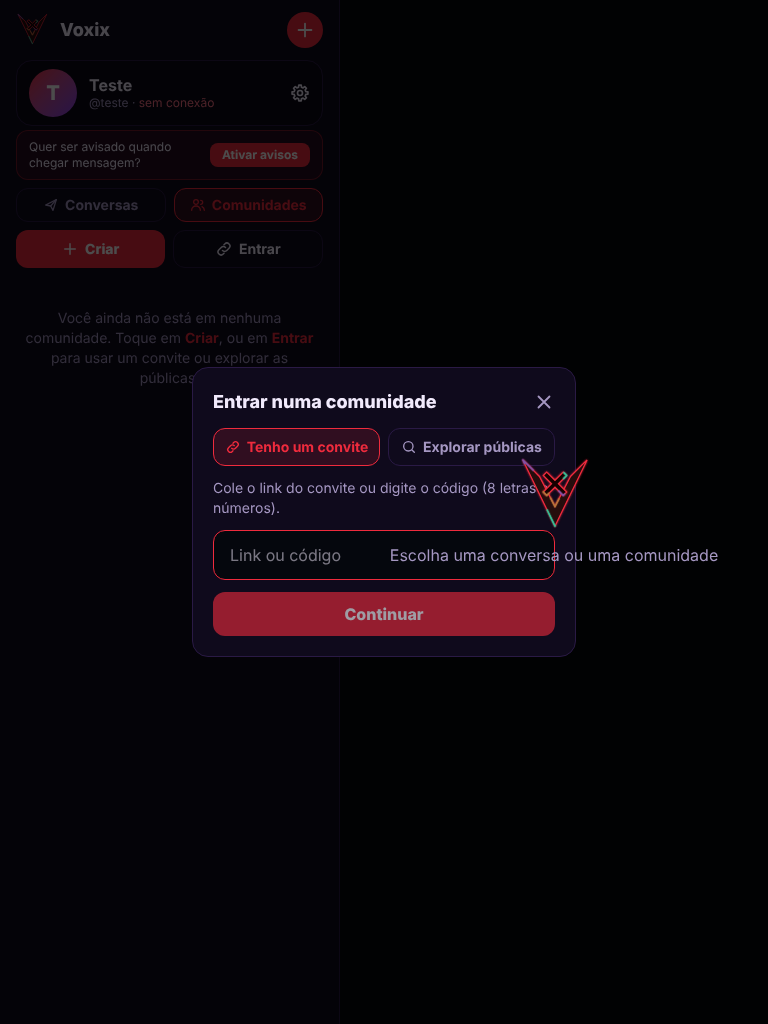 Voxix
T
Teste
@teste · sem conexão
Quer ser avisado quando
chegar mensagem?
Ativar avisos
Conversas
Comunidades
Criar
Entrar
Você ainda não está em nenhuma
comunidade. Toque em Criar, ou em Entrar
para usar um convite ou explorar as
públicas
Entrar numa comunidade
Tenho um convite
Explorar públicas
Cole o link do convite ou digite o código (8 letras
números).
Link ou código
Escolha uma conversa ou uma comunidade
Continuar